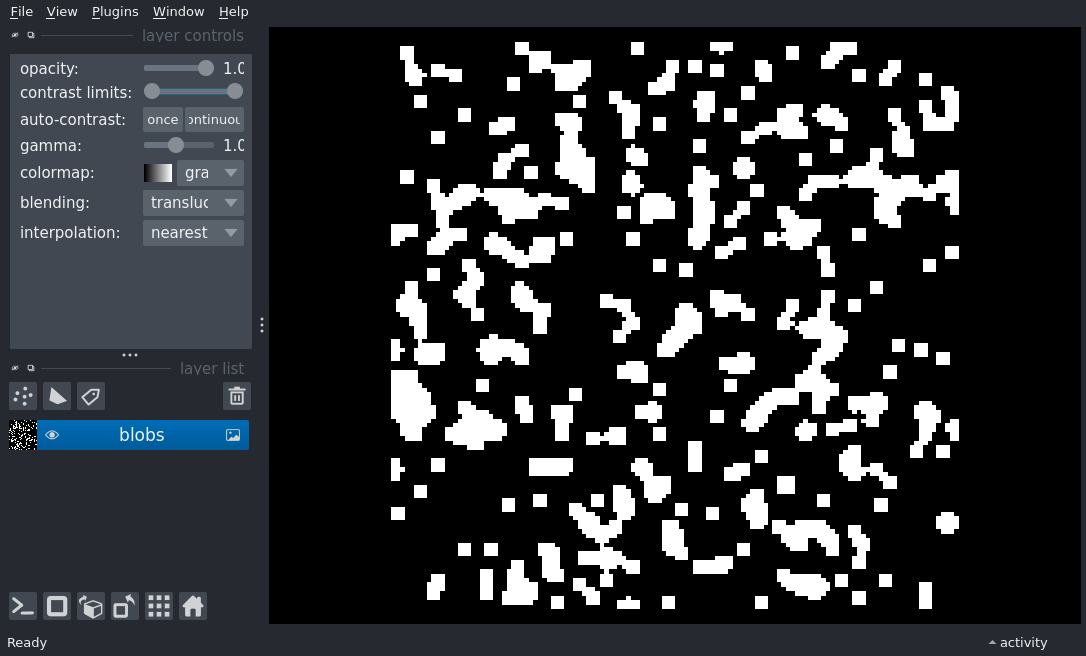 File View Plugins Window Help
layer controls
opacity: 1.0
contrast limits:
auto-contrast: once ontinuou
gamma: 1.0
colormap: gra
blending: transluc
interpolation: nearest
layer list
blobs
Ready
activity